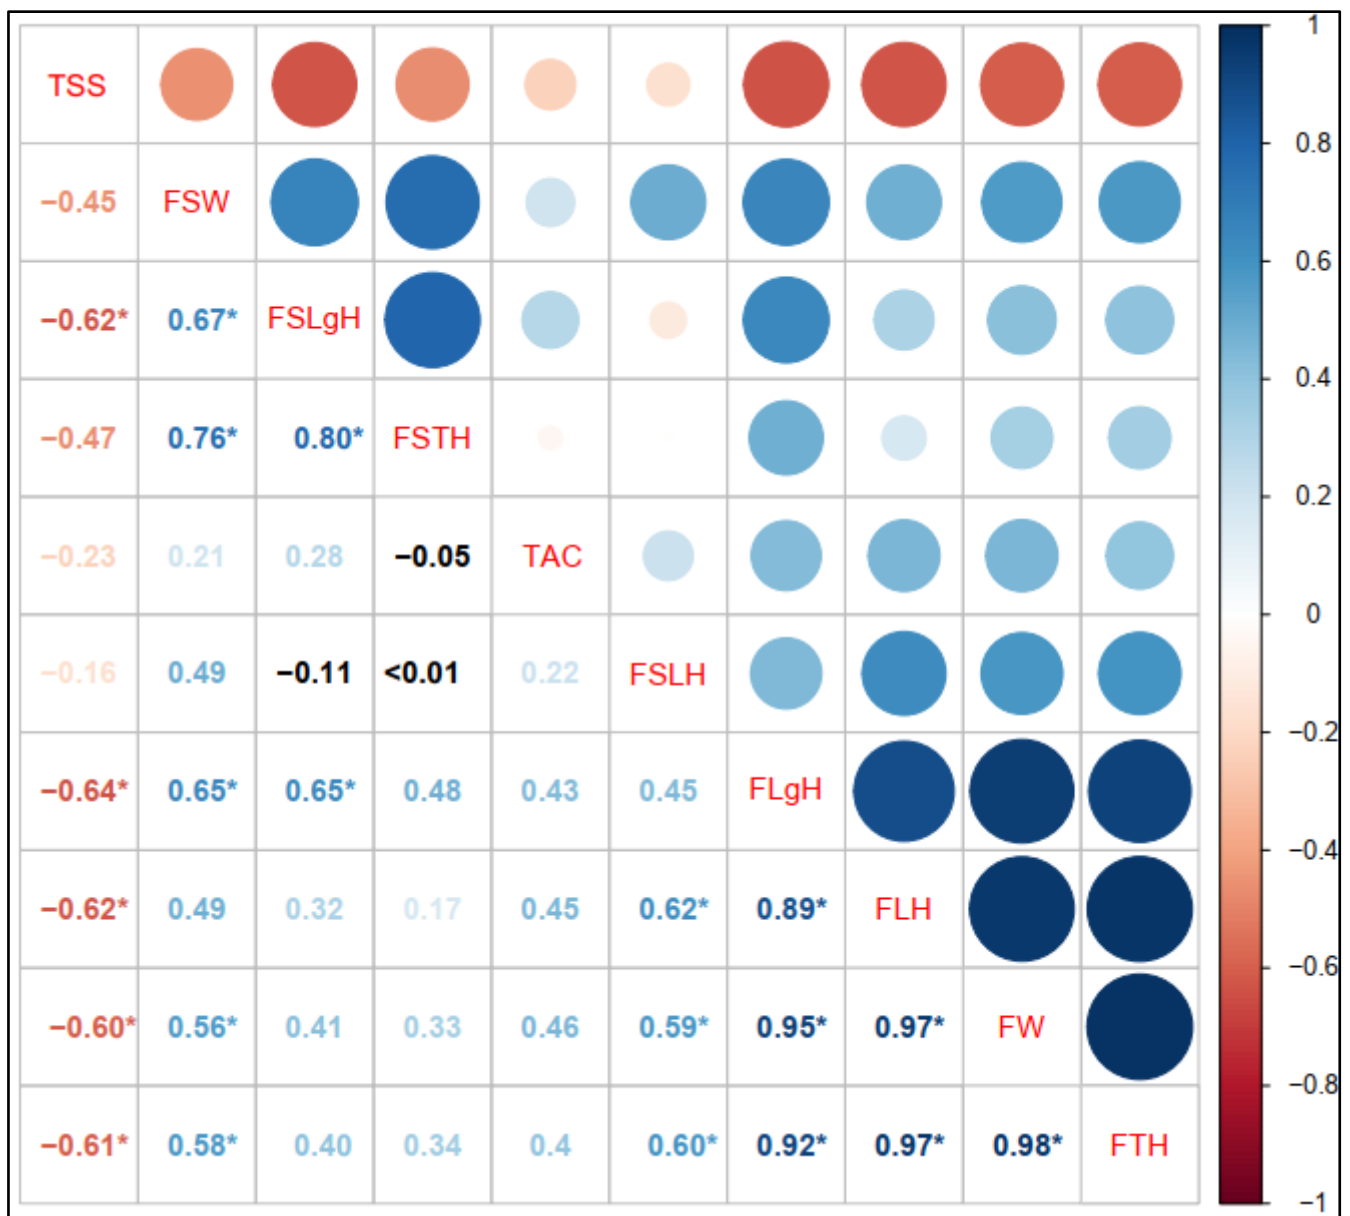 TSS
−0.45 FSW
−0.62* 0.67* FSLgH
−0.47 0.76* 0.80* FSTH
−0.23 0.21 0.28 −0.05 TAC
−0.16 0.49 −0.11 <0.01 0.22 FSLH
−0.64* 0.65* 0.65* 0.48 0.43 0.45 FLgH
−0.62* 0.49 0.32 0.17 0.45 0.62* 0.89* FLH
−0.60* 0.56* 0.41 0.33 0.46 0.59* 0.95* 0.97* FW
−0.61* 0.58* 0.40 0.34 0.4 0.60* 0.92* 0.97* 0.98* FTH
1
0.8
0.6
0.4
0.2
0
−0.2
−0.4
−0.6
−0.8
−1